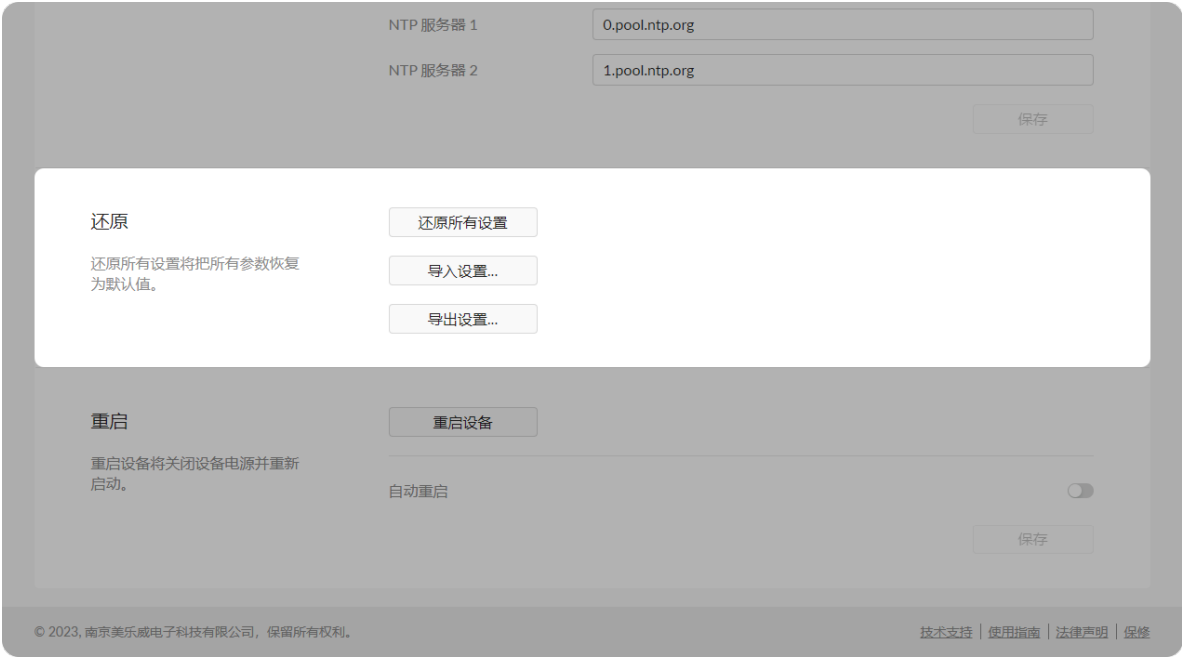 NTP 服务器 1
0.pool.ntp.org
NTP 服务器 2
1.pool.ntp.org
保存
还原
还原所有设置
还原所有设置将把所有参数恢复
为默认值。
导入设置...
导出设置...
重启
重启设备
重启设备将关闭设备电源并重新
启动。
自动重启
保存
© 2023, 南京美乐威电子科技有限公司，保留所有权利。
技术支持 | 使用指南 | 法律声明 | 保修